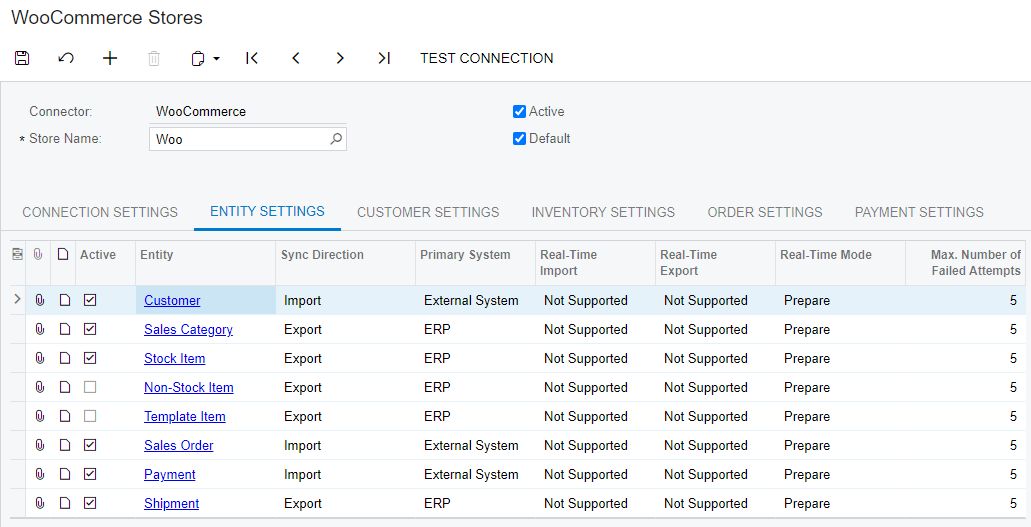 WooCommerce Stores
TEST CONNECTION
Connector: WooCommerce Active
* Store Name: Woo Default
CONNECTION SETTINGS ENTITY SETTINGS CUSTOMER SETTINGS INVENTORY SETTINGS ORDER SETTINGS PAYMENT SETTINGS
Active Entity Sync Direction Primary System Real-Time Import Real-Time Export Real-Time Mode Max. Number of Failed Attempts
Customer Import External System Not Supported Not Supported Prepare 5
Sales Category Export ERP Not Supported Not Supported Prepare 5
Stock Item Export ERP Not Supported Not Supported Prepare 5
Non-Stock Item Export ERP Not Supported Not Supported Prepare 5
Template Item Export ERP Not Supported Not Supported Prepare 5
Sales Order Import External System Not Supported Not Supported Prepare 5
Payment Import External System Not Supported Not Supported Prepare 5
Shipment Export ERP Not Supported Not Supported Prepare 5